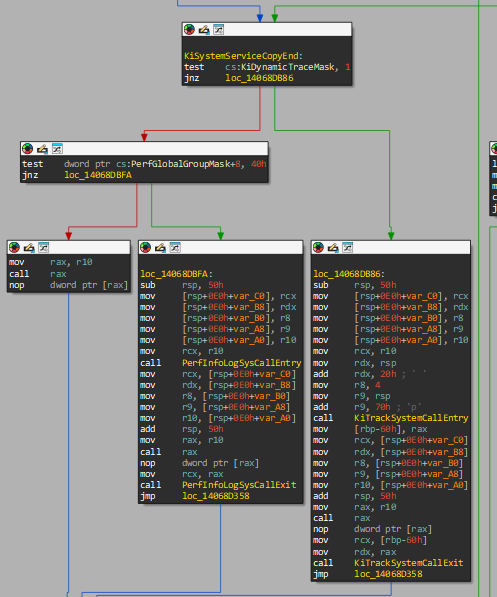 KiSystemServiceCopyEnd:
test cs:KiDynamicTraceMask, 1
jnz loc_14068DB86
test dword ptr cs:PerfGlobalGroupMask+8, 40h
jnz loc_14068DBFA
mov rax, r10
call rax
nop dword ptr [rax]
loc_14068DBFA:
sub rsp, 50h
mov [rsp+0E0h+var_C0], rcx
mov [rsp+0E0h+var_B8], rdx
mov [rsp+0E0h+var_B0], r8
mov [rsp+0E0h+var_A8], r9
mov [rsp+0E0h+var_A0], r10
mov rcx, r10
call PerfInfoLogSysCallEntry
mov rcx, [rsp+0E0h+var_C0]
mov rdx, [rsp+0E0h+var_B8]
mov r8, [rsp+0E0h+var_B0]
mov r9, [rsp+0E0h+var_A8]
mov r10, [rsp+0E0h+var_A0]
add rsp, 50h
mov rax, r10
call rax
nop dword ptr [rax]
mov rcx, rax
call PerfInfoLogSysCallExit
jmp loc_14068D358
loc_14068DB86:
sub rsp, 50h
mov [rsp+0E0h+var_C0], rcx
mov [rsp+0E0h+var_B8], rdx
mov [rsp+0E0h+var_B0], r8
mov [rsp+0E0h+var_A8], r9
mov [rsp+0E0h+var_A0], r10
mov rcx, r10
mov rdx, rsp
add rdx, 20h ; ' '
mov r8, 4
mov r9, rsp
add r9, 70h ; 'p'
call KiTrackSystemCallEntry
mov [rbp-60h], rax
mov rcx, [rsp+0E0h+var_C0]
mov rdx, [rsp+0E0h+var_B8]
mov r8, [rsp+0E0h+var_B0]
mov r9, [rsp+0E0h+var_A8]
mov r10, [rsp+0E0h+var_A0]
add rsp, 50h
mov rax, r10
call rax
nop dword ptr [rax]
mov rcx, [rbp-60h]
mov rdx, rax
call KiTrackSystemCallExit
jmp loc_14068D358